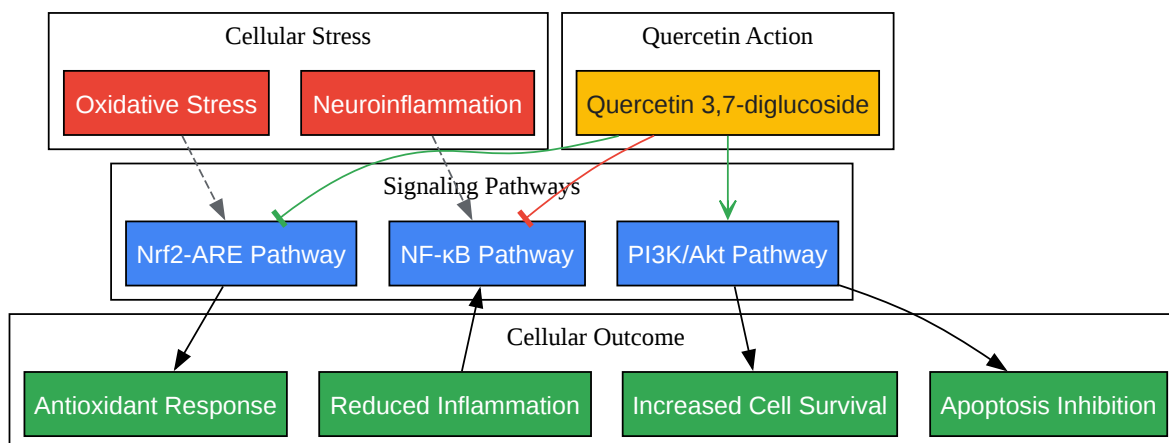 Cellular Stress
Quercetin Action
Oxidative Stress
Neuroinflammation
Quercetin 3,7-diglucoside
Signaling Pathways
Nrf2-ARE Pathway
NF-κB Pathway
PI3K/Akt Pathway
Cellular Outcome
Antioxidant Response
Reduced Inflammation
Increased Cell Survival
Apoptosis Inhibition